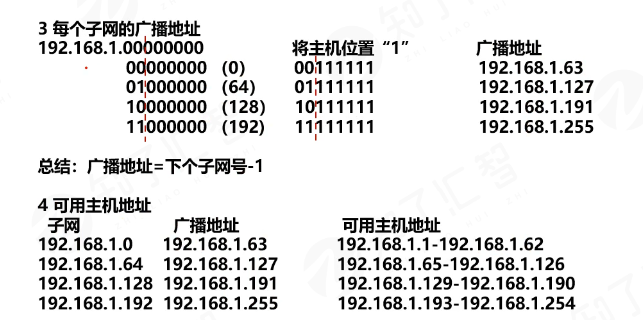 3 每个子网的广播地址
192.168.1.00000000 将主机位置“1” 广播地址
00000000 (0) 00111111 192.168.1.63
01000000 (64) 01111111 192.168.1.127
10000000 (128) 10111111 192.168.1.191
11000000 (192) 11111111 192.168.1.255
总结：广播地址=下个子网号-1
4 可用主机地址
子网 广播地址 可用主机地址
192.168.1.0 192.168.1.63 192.168.1.1-192.168.1.62
192.168.1.64 192.168.1.127 192.168.1.65-192.168.1.126
192.168.1.128 192.168.1.191 192.168.1.129-192.168.1.190
192.168.1.192 192.168.1.255 192.168.1.193-192.168.1.254
知了汇智